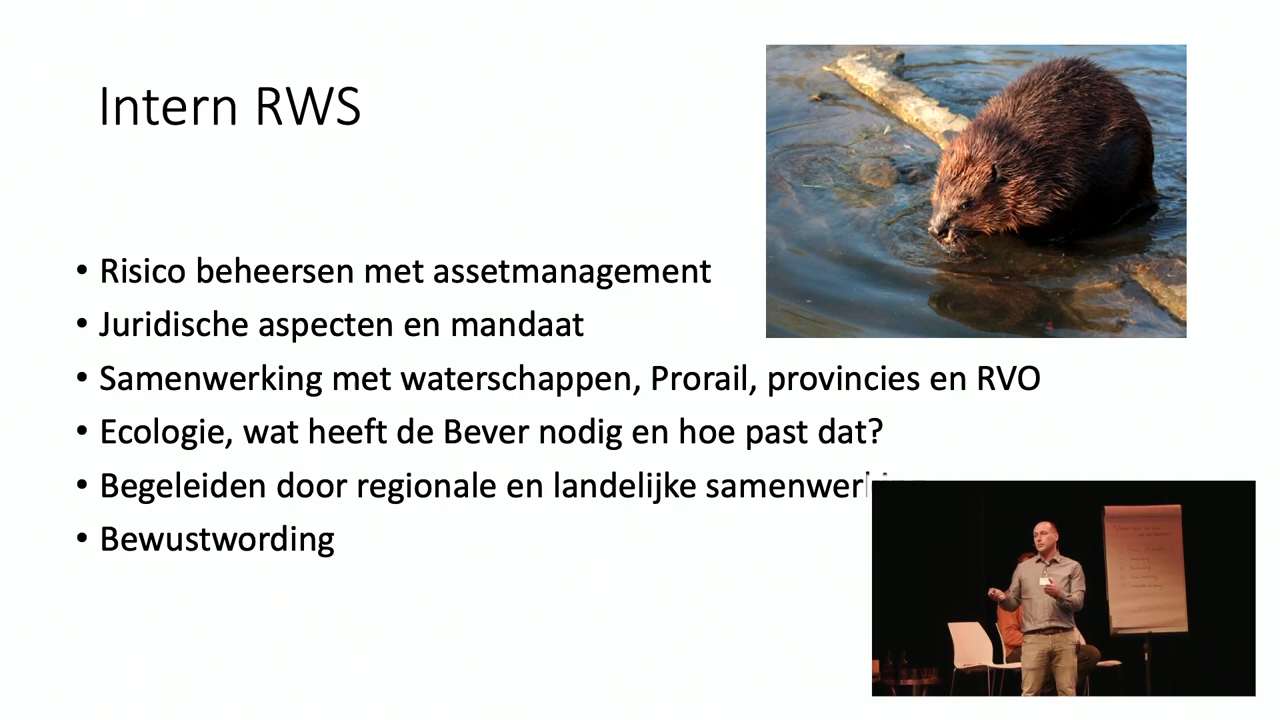 Intern RWS
• Risico beheersen met assetmanagement
• Juridische aspecten en mandaat
• Samenwerking met waterschappen, Prorail, provincies en RVO
• Ecologie, wat heeft de Bever nodig en hoe past dat?
• Begeleiden door regionale en landelijke
• Bewustwording